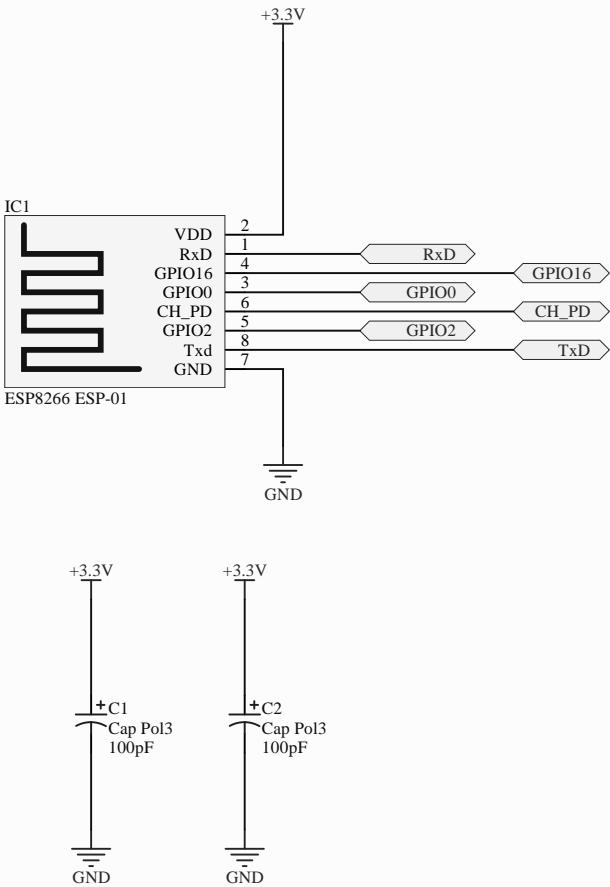 +3.3V
IC1
VDD 2
RxD 1 RxD
GPIO16 4 GPIO16
GPIO0 3 GPIO0
CH_PD 6 CH_PD
GPIO2 5 GPIO2
Txd 8 TxD
GND 7
ESP8266 ESP-01
GND
+3.3V +3.3V
+ C1 + C2
Cap Pol3 Cap Pol3
100pF 100pF
GND GND